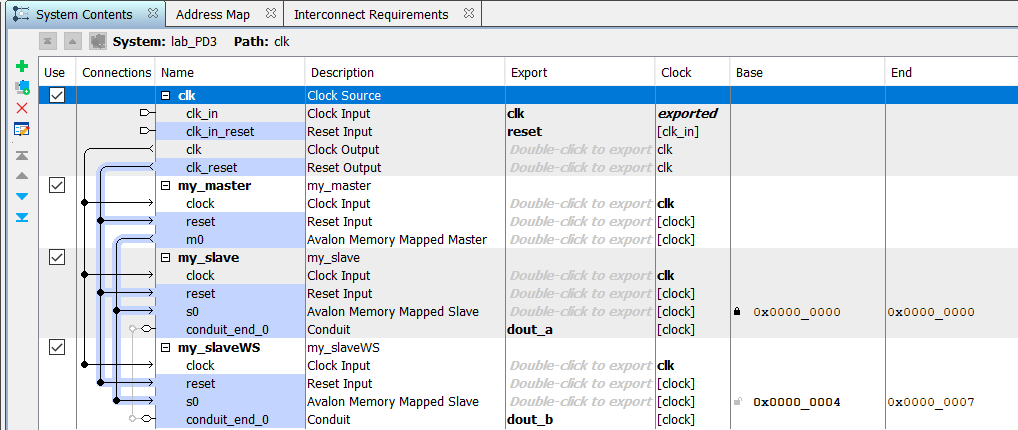 System Contents Address Map Interconnect Requirements
System: lab_PD3 Path: clk
Use Connections Name Description Export Clock Base End
clk Clock Source
clk_in Clock Input clk exported
clk_in_reset Reset Input reset [clk_in]
clk Clock Output Double-click to export clk
clk_reset Reset Output Double-click to export clk
my_master my_master
clock Clock Input Double-click to export clk
reset Reset Input Double-click to export [clock]
m0 Avalon Memory Mapped Master Double-click to export [clock]
my_slave my_slave
clock Clock Input Double-click to export clk
reset Reset Input Double-click to export [clock]
s0 Avalon Memory Mapped Slave Double-click to export [clock] 0x0000_0000 0x0000_0000
conduit_end_0 Conduit dout_a [clock]
my_slaveWS my_slaveWS
clock Clock Input Double-click to export clk
reset Reset Input Double-click to export [clock]
s0 Avalon Memory Mapped Slave Double-click to export [clock] 0x0000_0004 0x0000_0007
conduit_end_0 Conduit dout_b [clock]